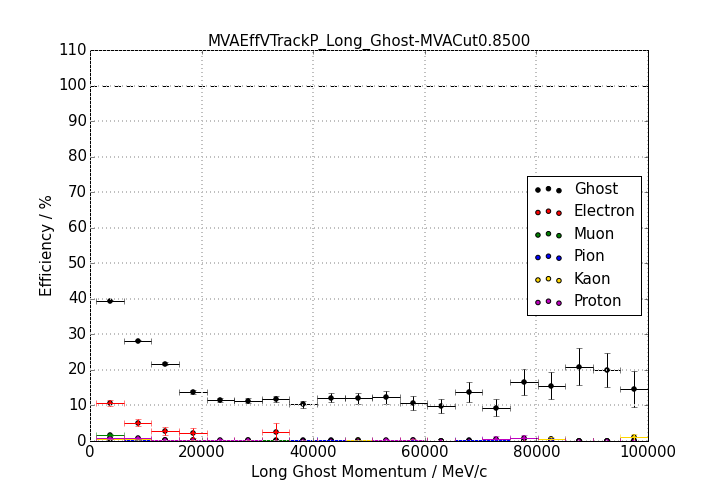 MVAEffVTrackP_Long_Ghost-MVACut0.8500
Efficiency / %
110
100
90
80
70
60
50
40
30
20
10
0
Ghost
Electron
Muon
Pion
Kaon
Proton
0 20000 40000 60000 80000 100000
Long Ghost Momentum / MeV/c